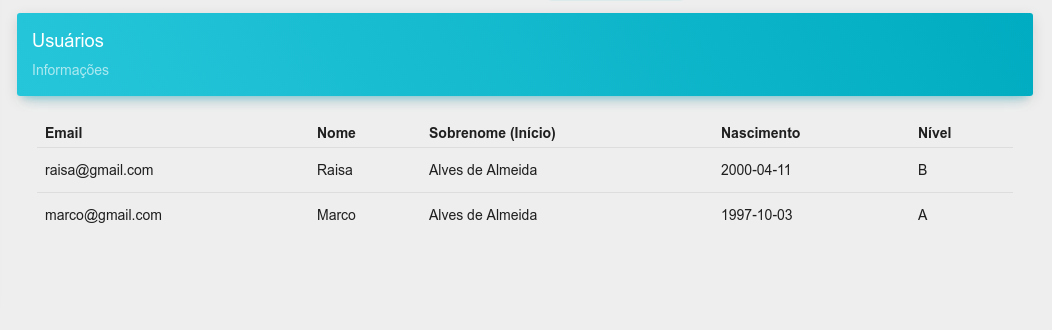 Usuários
Informações
Email Nome Sobrenome (Início) Nascimento Nível
raisa@gmail.com Raisa Alves de Almeida 2000-04-11 B
marco@gmail.com Marco Alves de Almeida 1997-10-03 A